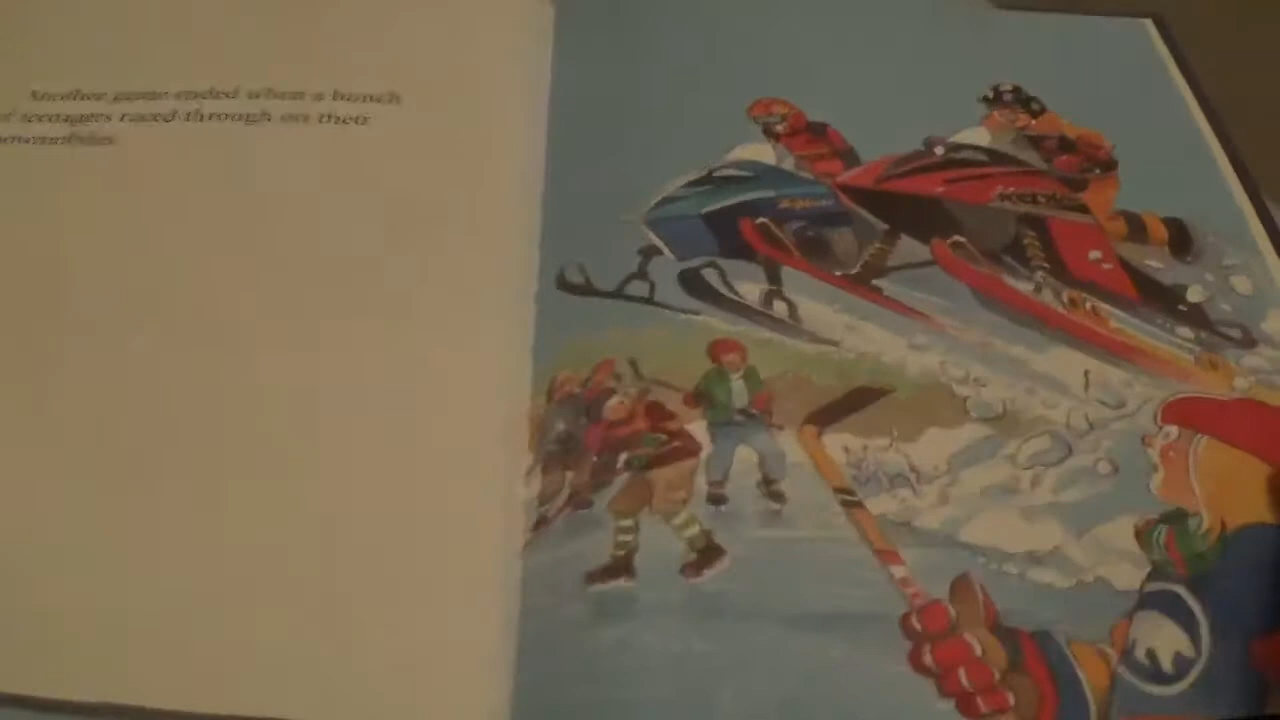 Another game ended when a bunch
of teenagers raced through on their
snowmobiles.